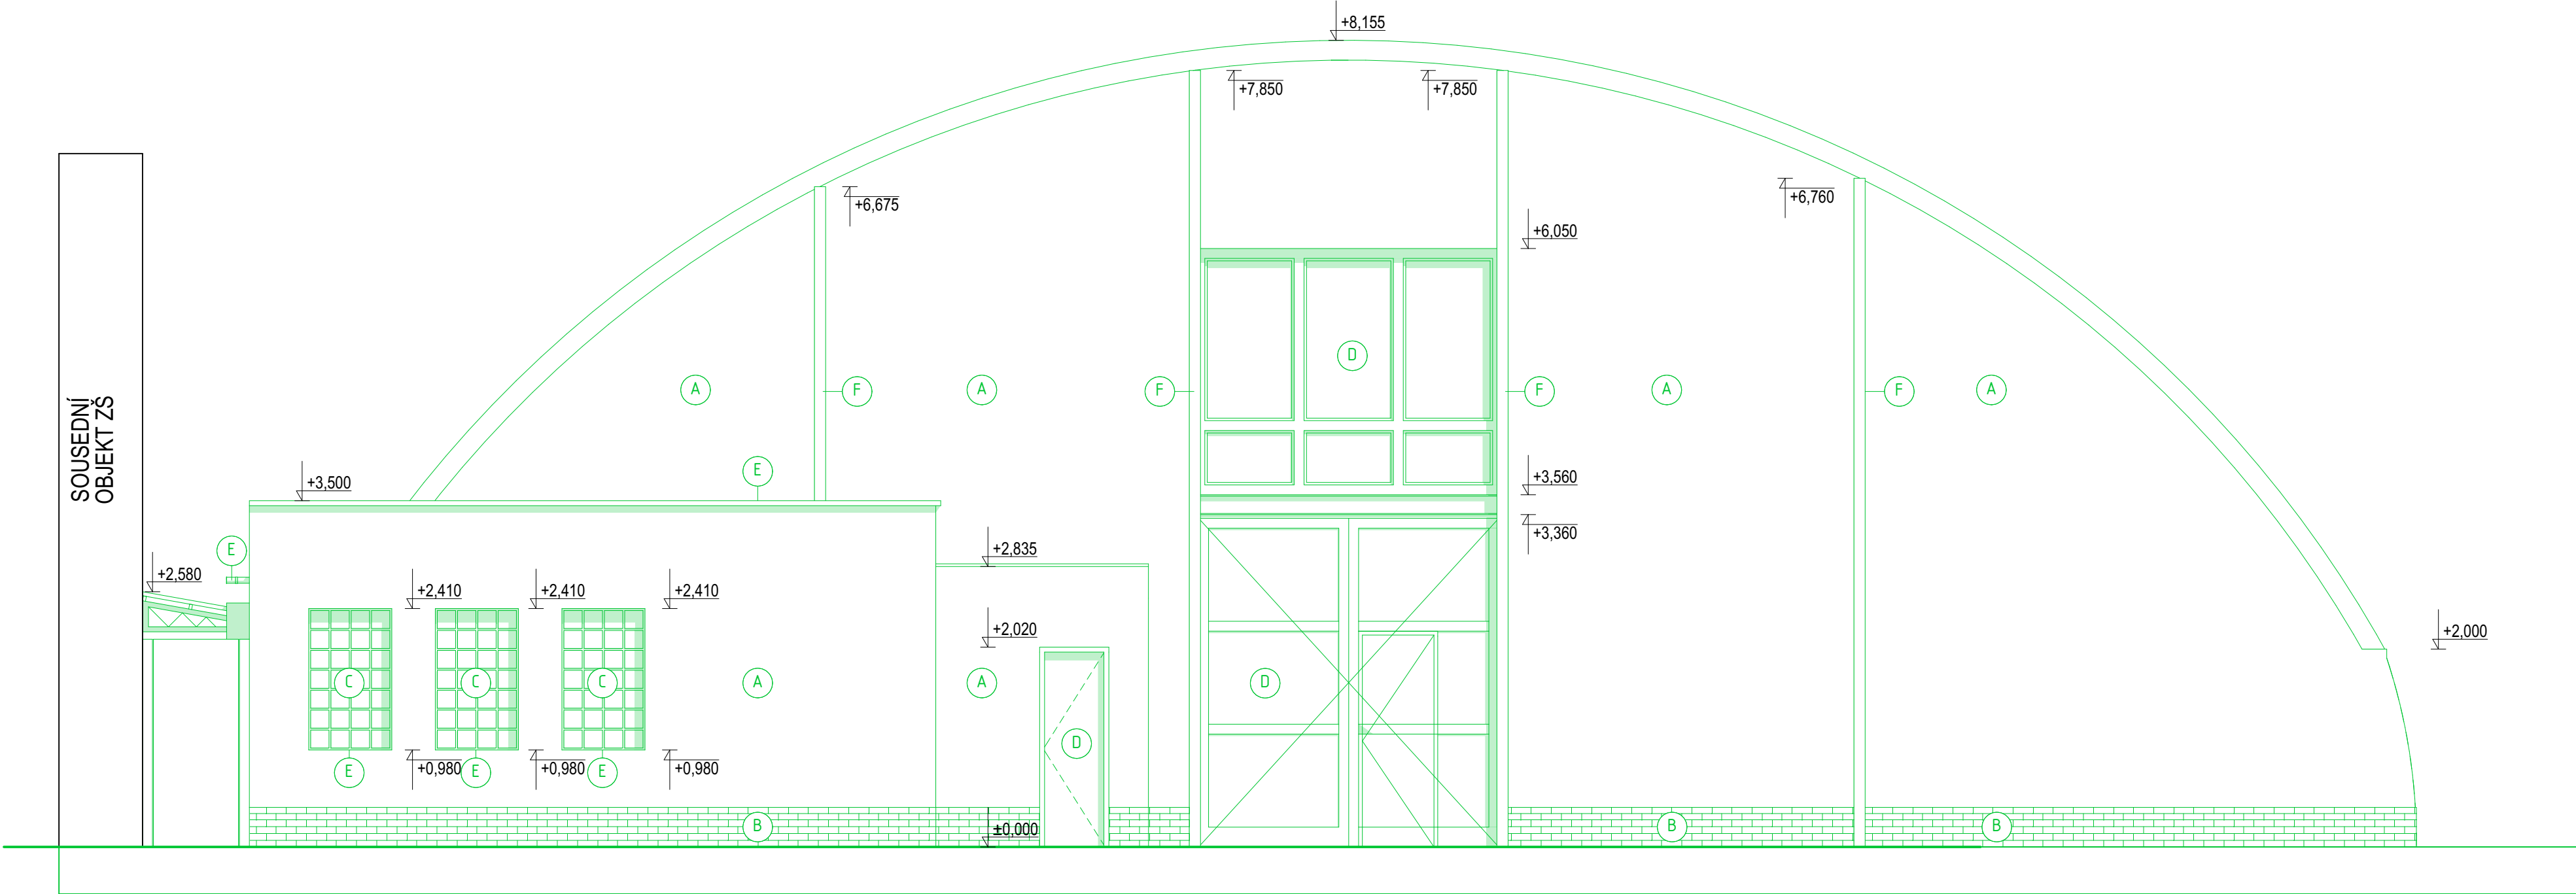 +8,155
+7,850
+7,850
+6,675
+6,760
+6,050
D
A
F
A
F
F
A
F
A
SOUSEDNÍ
OBJEKT ZŠ
E
+3,500
+3,560
+3,360
E
+2,835
+2,580
+2,410
+2,410
+2,410
+2,020
+2,000
C
C
C
A
A
D
D
+0,980
+0,980
+0,980
E
E
E
B
±0,000
B
B